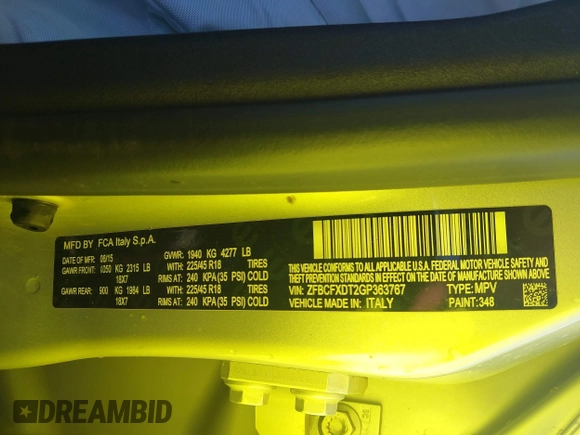 MFD BY FCA Italy S.p.A.
DATE OF MFR: 08/15 GVWR: 1940 KG 4277 LB
GAWR FRONT: 1050 KG 2315 LB WITH: 225/45 R18 TIRES
18X7 RIMS AT: 240 KPA(35 PSI) COLD
GAWR REAR: 900 KG 1984 LB WITH: 225/45 R18 TIRES
18X7 RIMS AT: 240 KPA(35 PSI) COLD
THIS VEHICLE CONFORMS TO ALL APPLICABLE U.S.A. FEDERAL MOTOR VEHICLE SAFETY, BUMPER, AND
THEFT PREVENTION STANDARDS IN EFFECT ON THE DATE OF MANUFACTURE SHOWN ABOVE.
VIN: ZFBCFXDT2GP363767 TYPE: MPV
VEHICLE MADE IN: ITALY PAINT: 348
DREAMBID